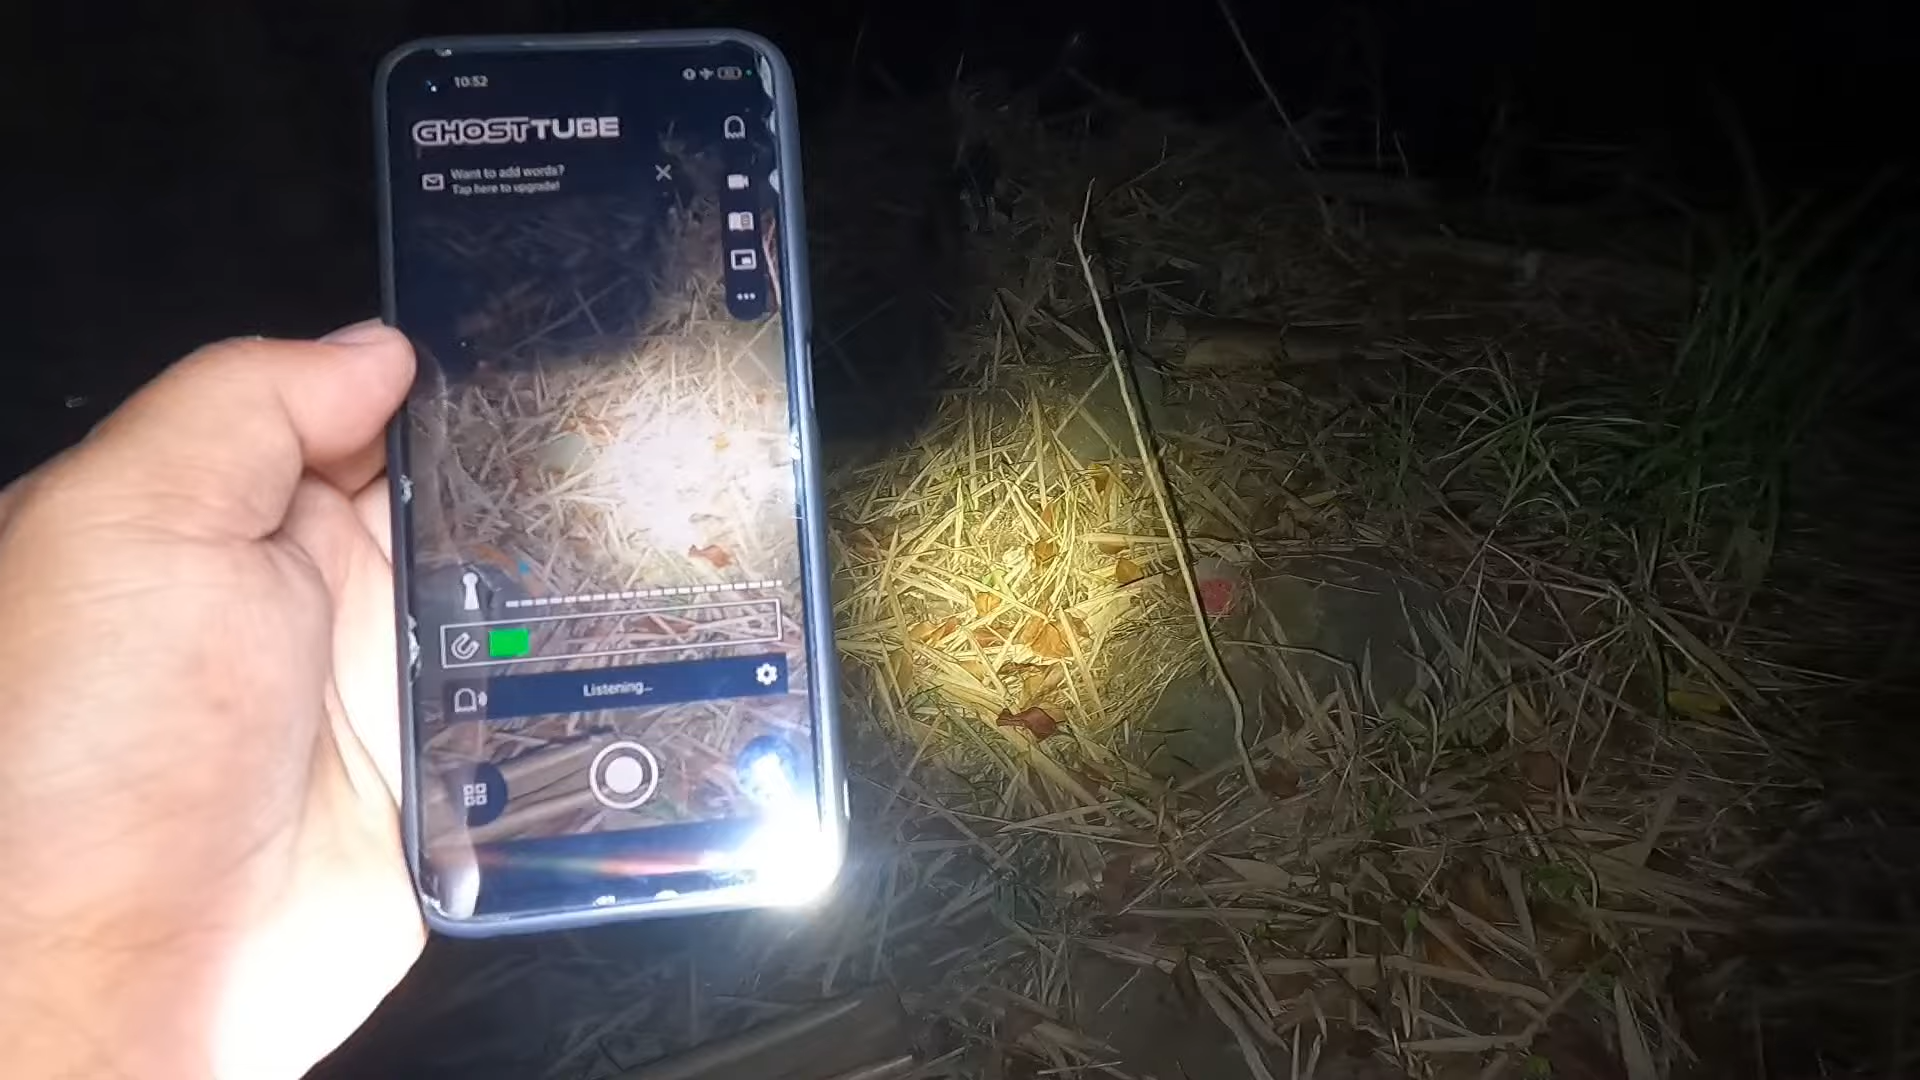 10:52
GHOSTTUBE
Want to add words?
Tap here to upgrade!
Listening...